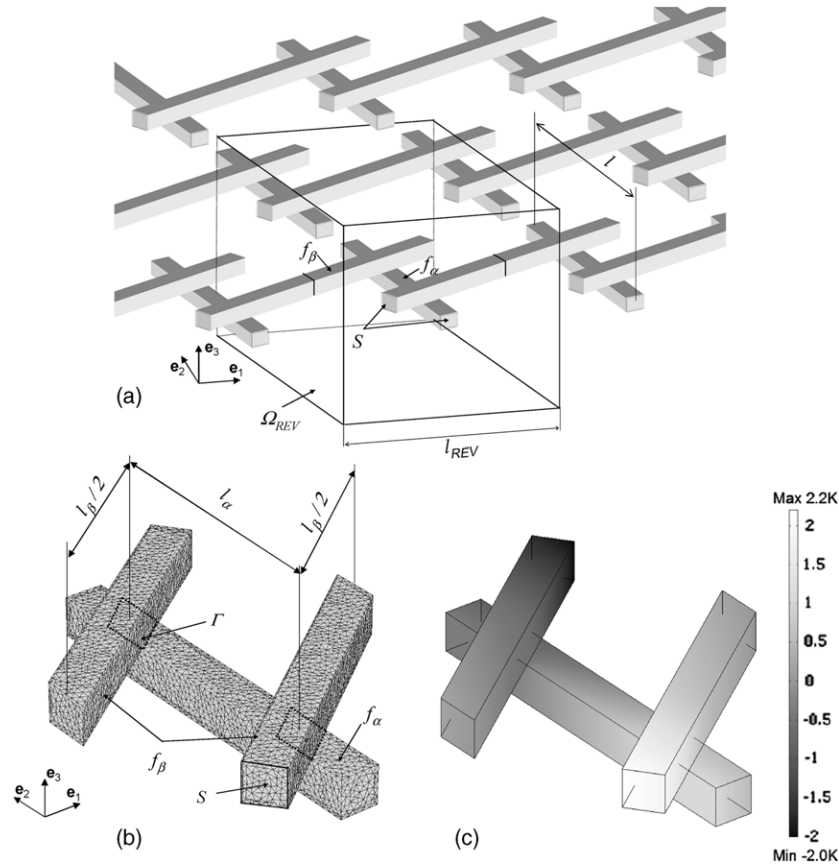 l
f_β
f_α
S
e_3
e_2
e_1
(a)
Ω_REV
l_REV
l_β/2
l_α
l_β/2
Γ
f_α
f_β
S
e_3
e_2
e_1
(b)
(c)
Max 2.2K
2
1.5
1
0.5
0
-0.5
-1
-1.5
-2
Min -2.0K